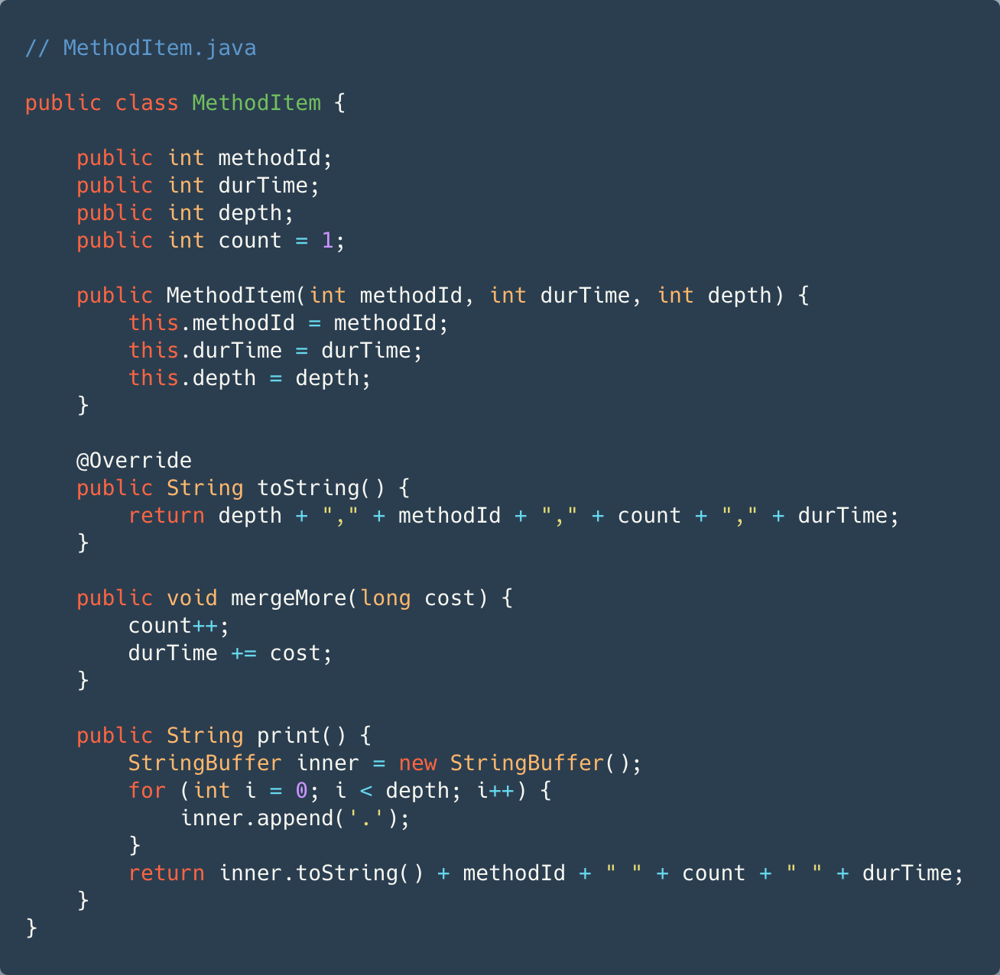 // MethodItem.java

public class MethodItem {

    public int methodId;
    public int durTime;
    public int depth;
    public int count = 1;

    public MethodItem(int methodId, int durTime, int depth) {
        this.methodId = methodId;
        this.durTime = durTime;
        this.depth = depth;
    }

    @Override
    public String toString() {
        return depth + "," + methodId + "," + count + "," + durTime;
    }

    public void mergeMore(long cost) {
        count++;
        durTime += cost;
    }

    public String print() {
        StringBuffer inner = new StringBuffer();
        for (int i = 0; i < depth; i++) {
            inner.append('.');
        }
        return inner.toString() + methodId + " " + count + " " + durTime;
    }
}